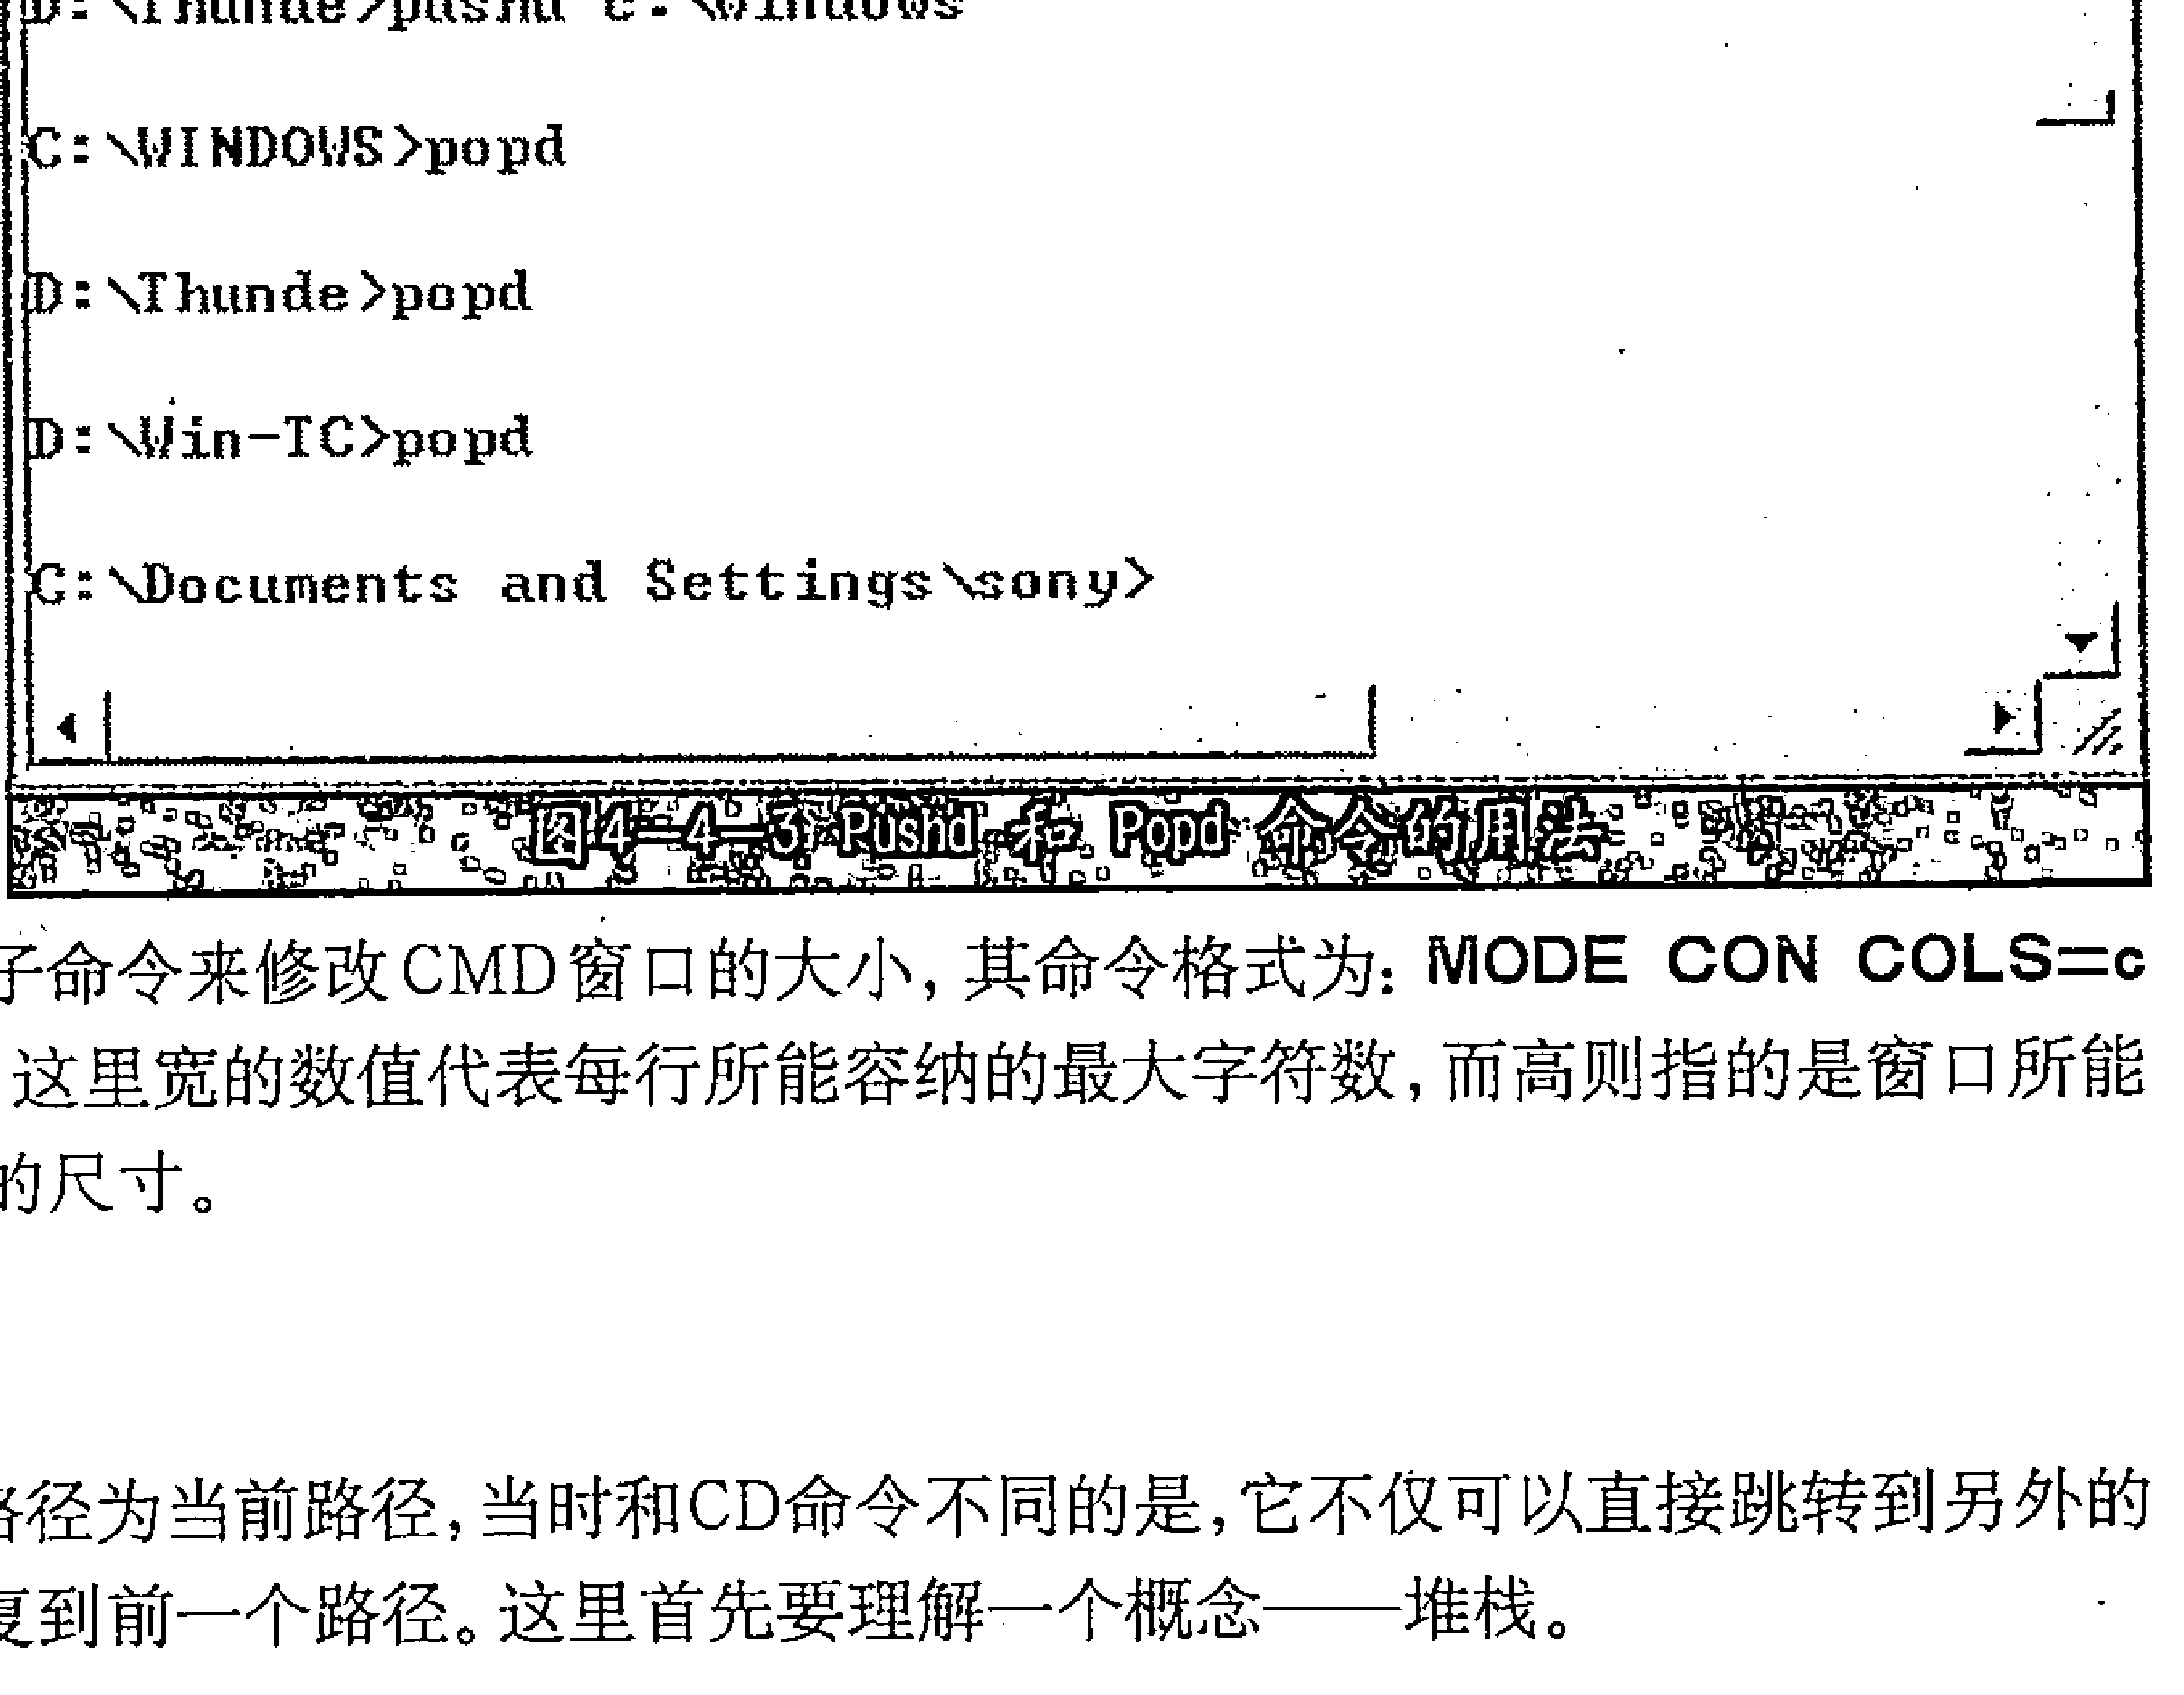 D:\Thunde>pushd c:\windows
C:\WINDOWS>popd
D:\Thunde>popd
D:\Win-TC>popd
C:\Documents and Settings\sony>
图4-4-3 Pushd 和 Popd 命令的用法
子命令来修改CMD窗口的大小, 其命令格式为: MODE CON COLS=c
这里宽的数值代表每行所能容纳的最大字符数, 而高则指的是窗口所能
的尺寸。
径为当前路径, 当时和CD命令不同的是, 它不仅可以直接跳转到另外的
到前一个路径。这里首先要理解一个概念——堆栈。